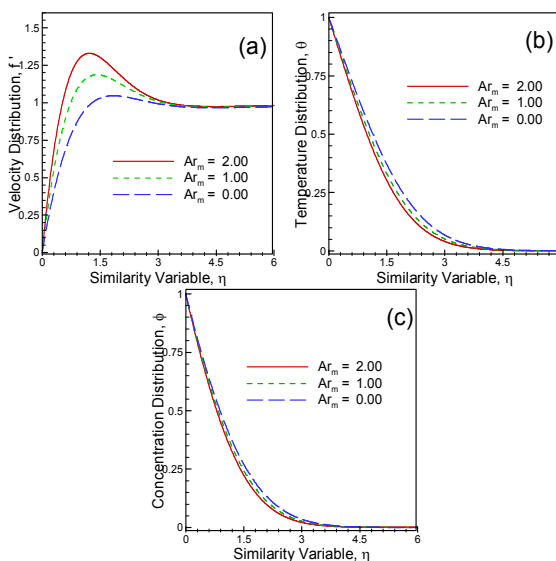 (a)
Velocity Distribution, f '
1.5
1.25
1
0.75
0.5
0.25
0
Ar_m = 2.00
Ar_m = 1.00
Ar_m = 0.00
0 1.5 3 4.5 6
Similarity Variable, η
(b)
Temperature Distribution, θ
1
0.75
0.5
0.25
0
Ar_m = 2.00
Ar_m = 1.00
Ar_m = 0.00
0 1.5 3 4.5
Similarity Variable, η
(c)
Concentration Distribution, ϕ
1
0.75
0.5
0.25
0
Ar_m = 2.00
Ar_m = 1.00
Ar_m = 0.00
0 1.5 3 4.5 6
Similarity Variable, η